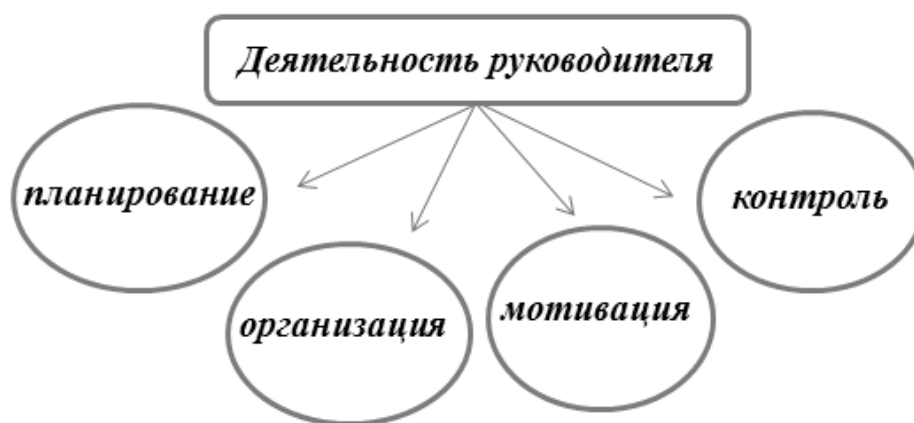 Деятельность руководителя
планирование
организация
мотивация
контроль